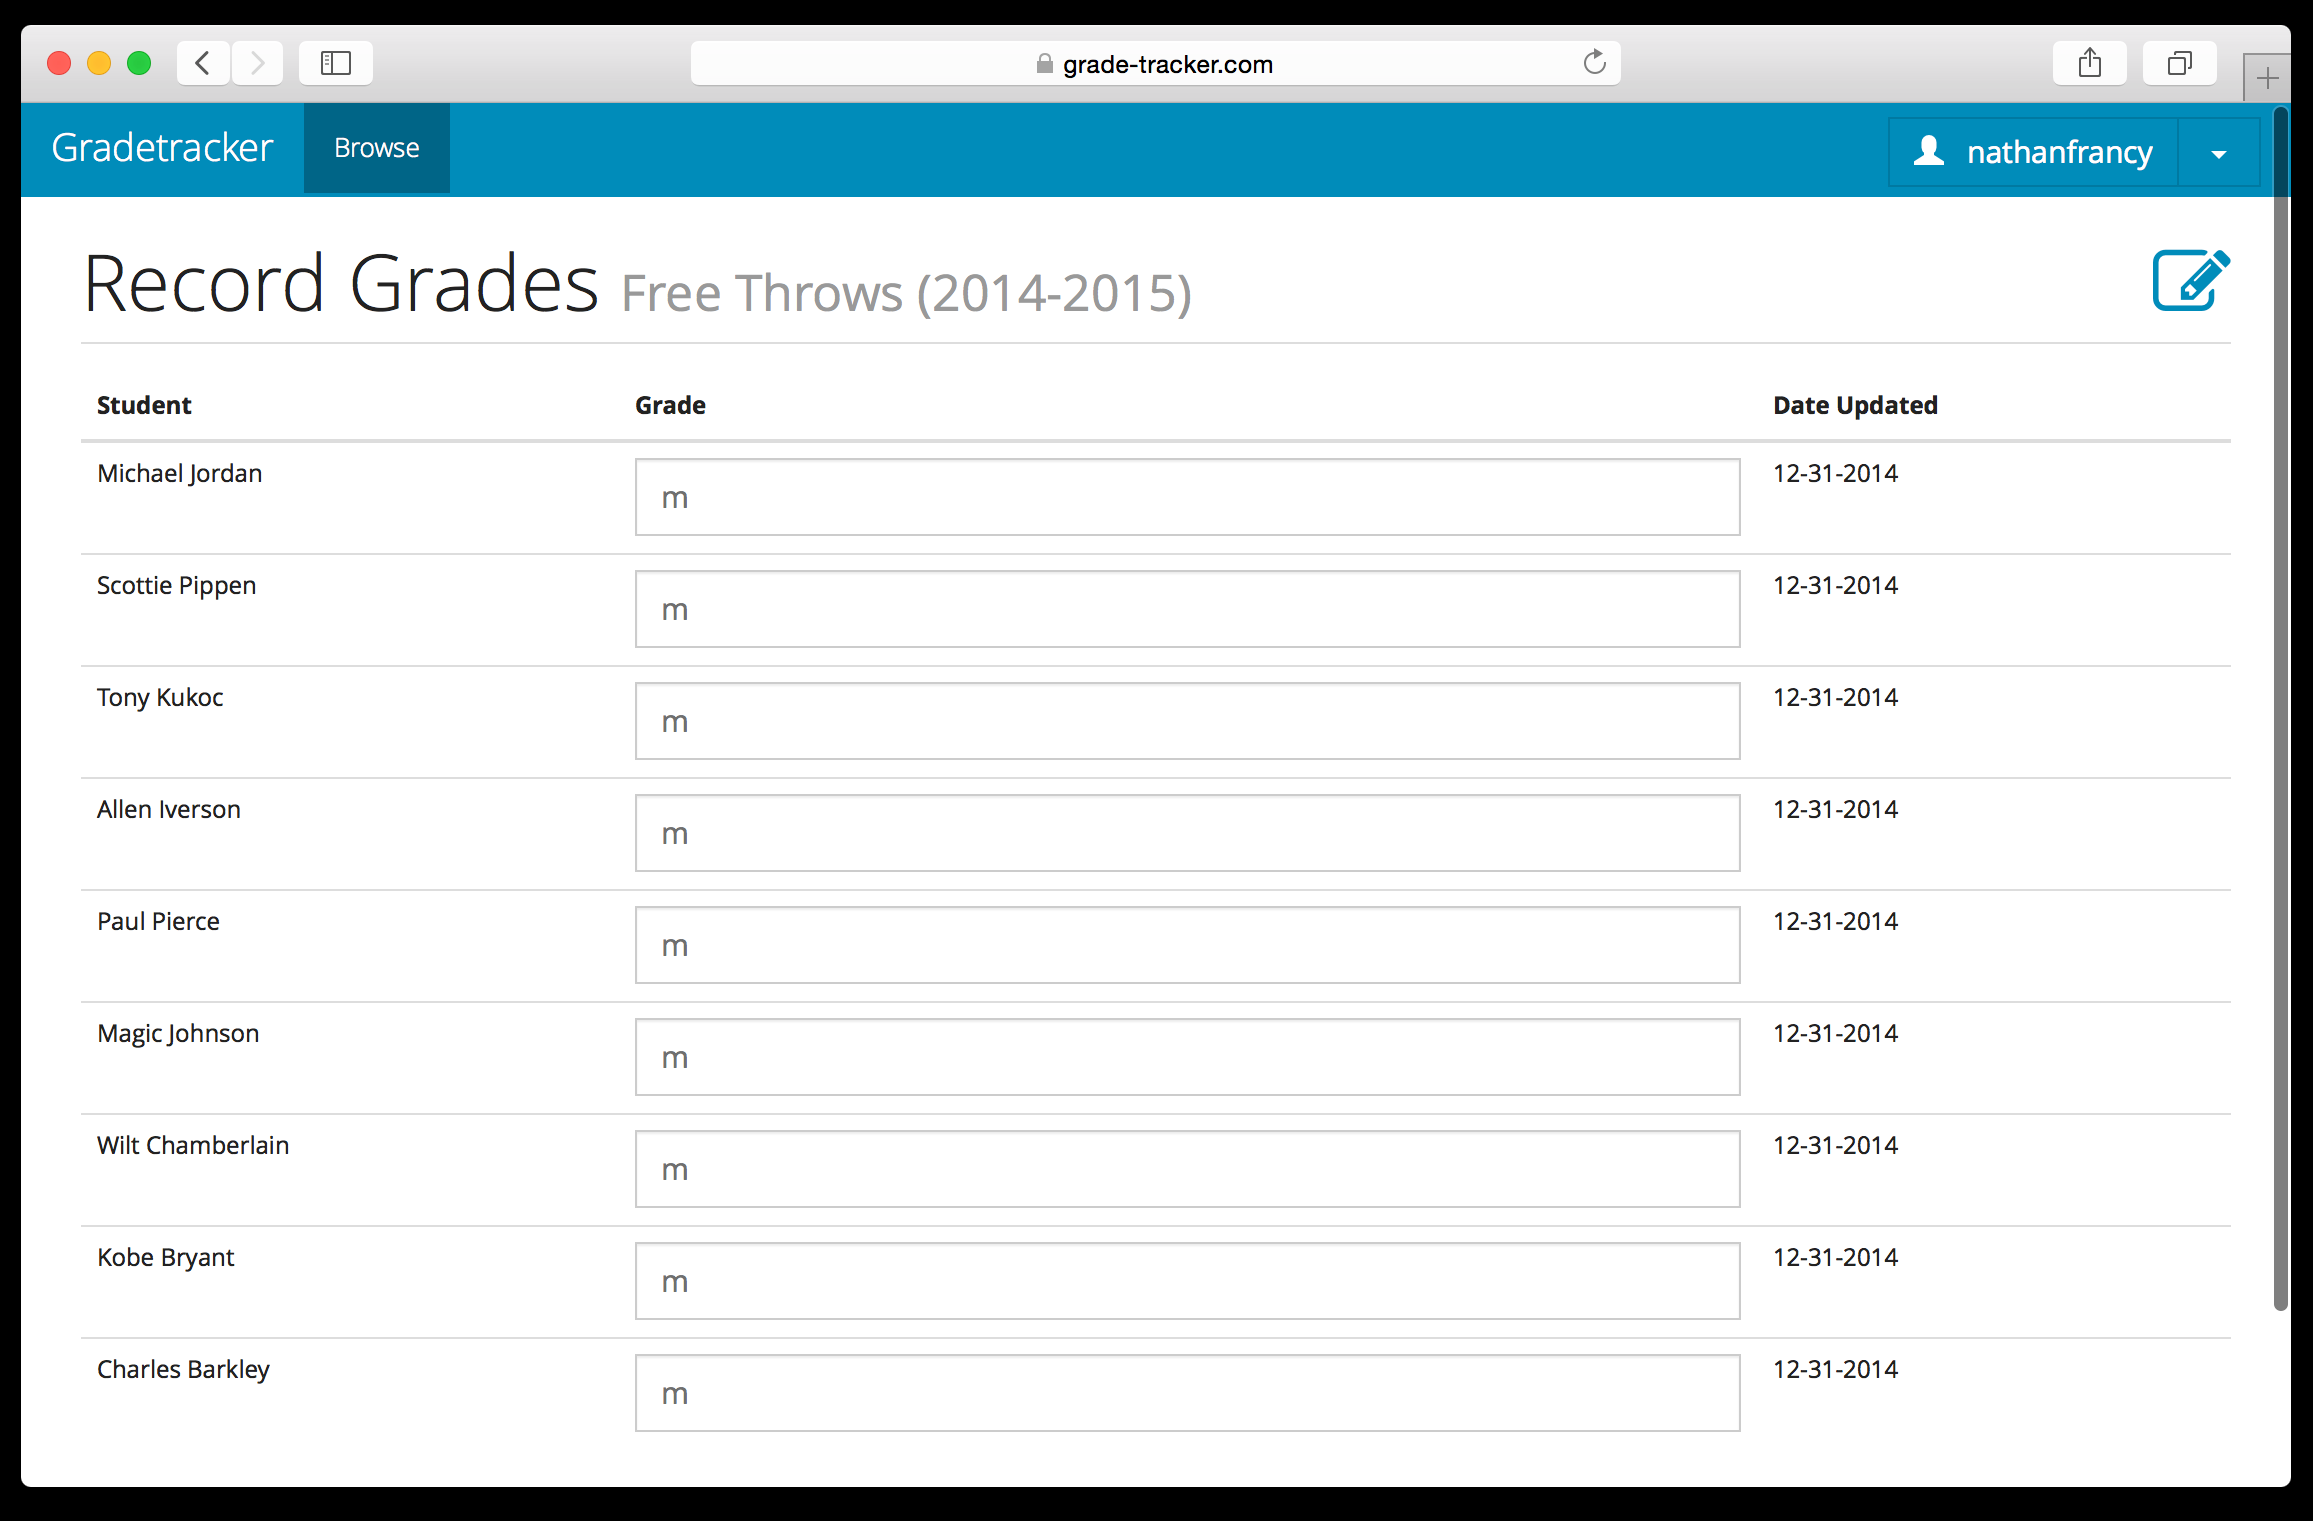 grade-tracker.com
Gradetracker Browse nathanfrancy
Record Grades Free Throws (2014-2015)
Student Grade Date Updated
Michael Jordan m 12-31-2014
Scottie Pippen m 12-31-2014
Tony Kukoc m 12-31-2014
Allen Iverson m 12-31-2014
Paul Pierce m 12-31-2014
Magic Johnson m 12-31-2014
Wilt Chamberlain m 12-31-2014
Kobe Bryant m 12-31-2014
Charles Barkley m 12-31-2014